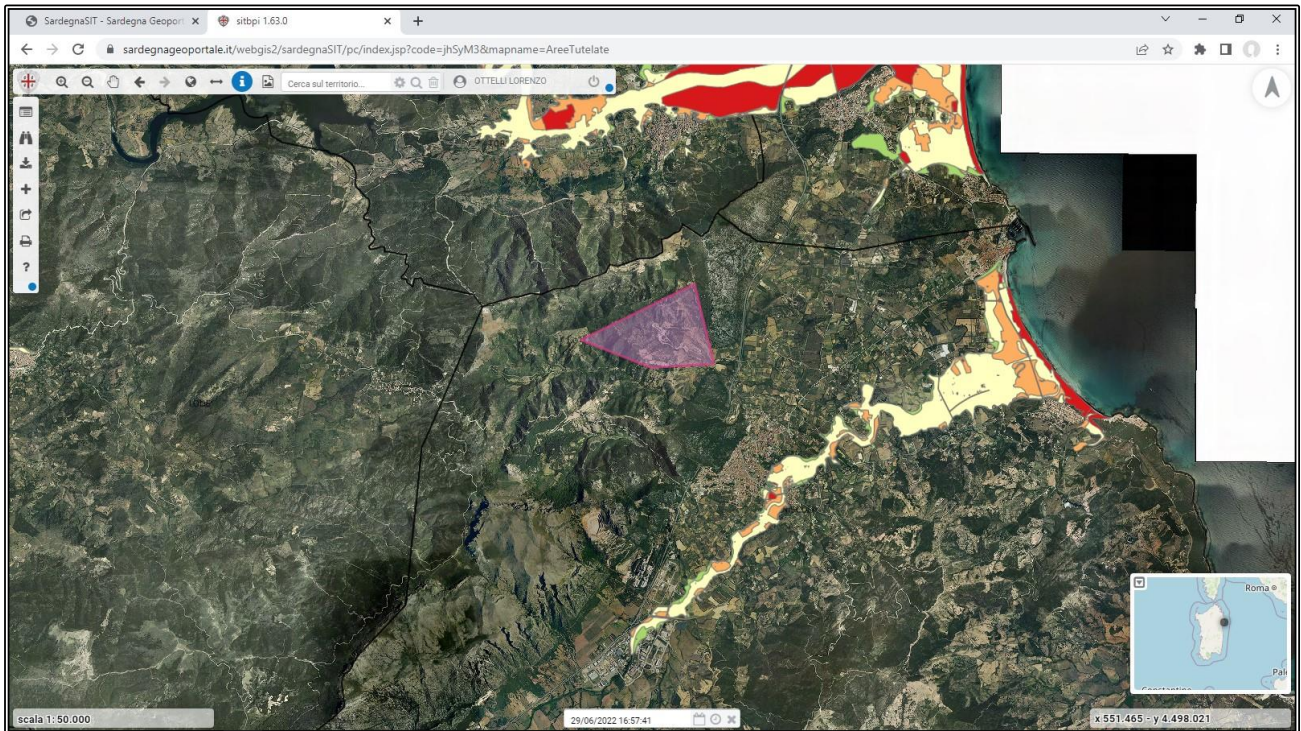 SardegnaSIT - Sardegna Geoport
sitbpi 1.63.0
sardegnageoportale.it/webgis2/sardegnaSIT/pc/index.jsp?code=jhSyM3&mapname=AreeTutelate
Cerca sul territorio...
OTTELLI LORENZO
?
Roma
Pale
Constantine
scala 1: 50.000
29/06/2022 16:57:41
x 551.465 - y 4.498.021